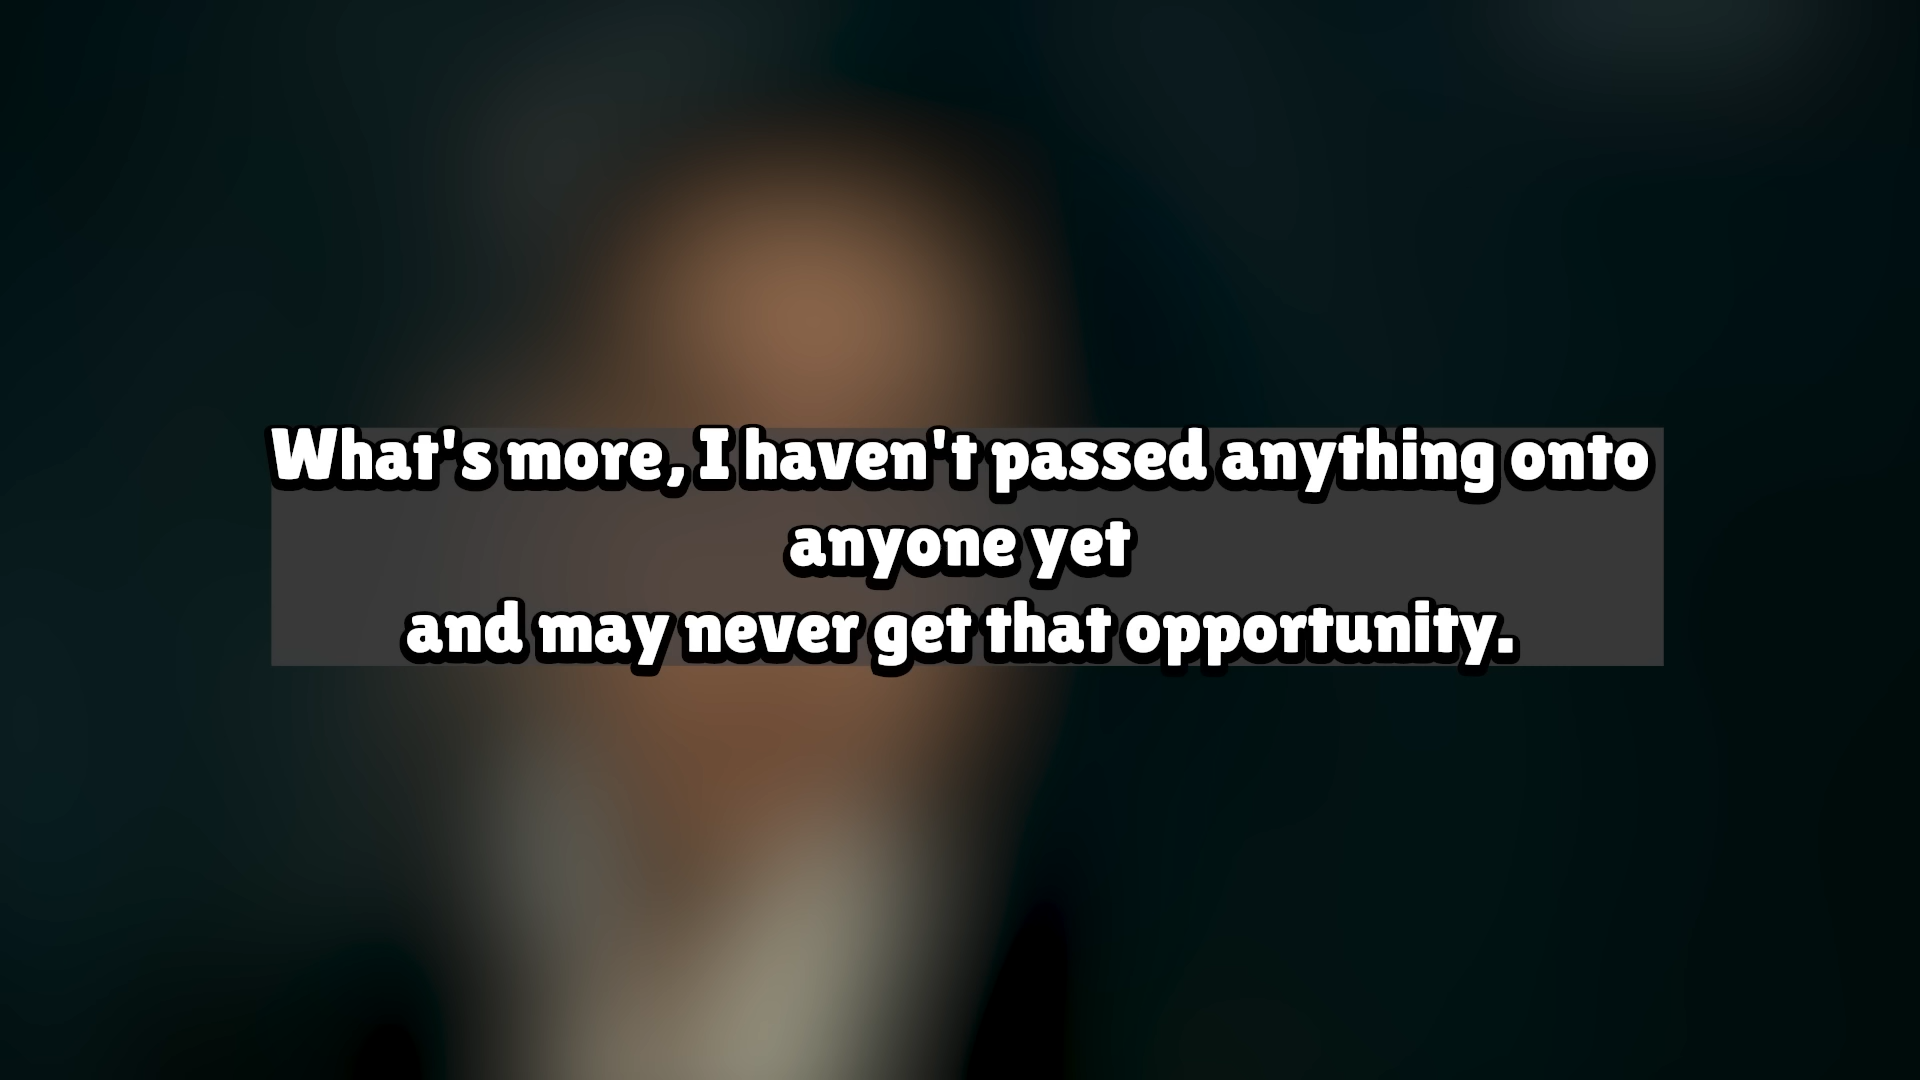 What's more, I haven't passed anything onto
anyone yet
and may never get that opportunity.